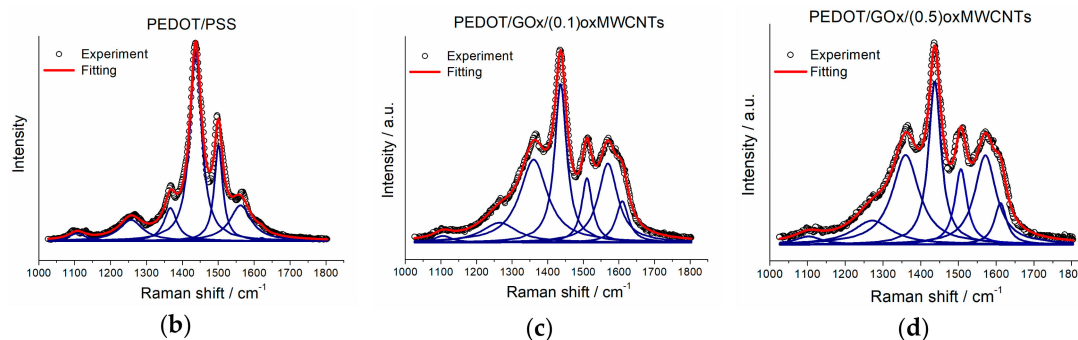 PEDOT/PSS
Experiment
Fitting
Intensity
1000 1100 1200 1300 1400 1500 1600 1700 1800
Raman shift / cm-1
(b)
PEDOT/GOx/(0.1)oxMWCNTs
Experiment
Fitting
Intensity / a.u.
1000 1100 1200 1300 1400 1500 1600 1700 1800
Raman shift / cm-1
(c)
PEDOT/GOx/(0.5)oxMWCNTs
Experiment
Fitting
Intensity / a.u.
1000 1100 1200 1300 1400 1500 1600 1700
Raman shift / cm-1
(d)